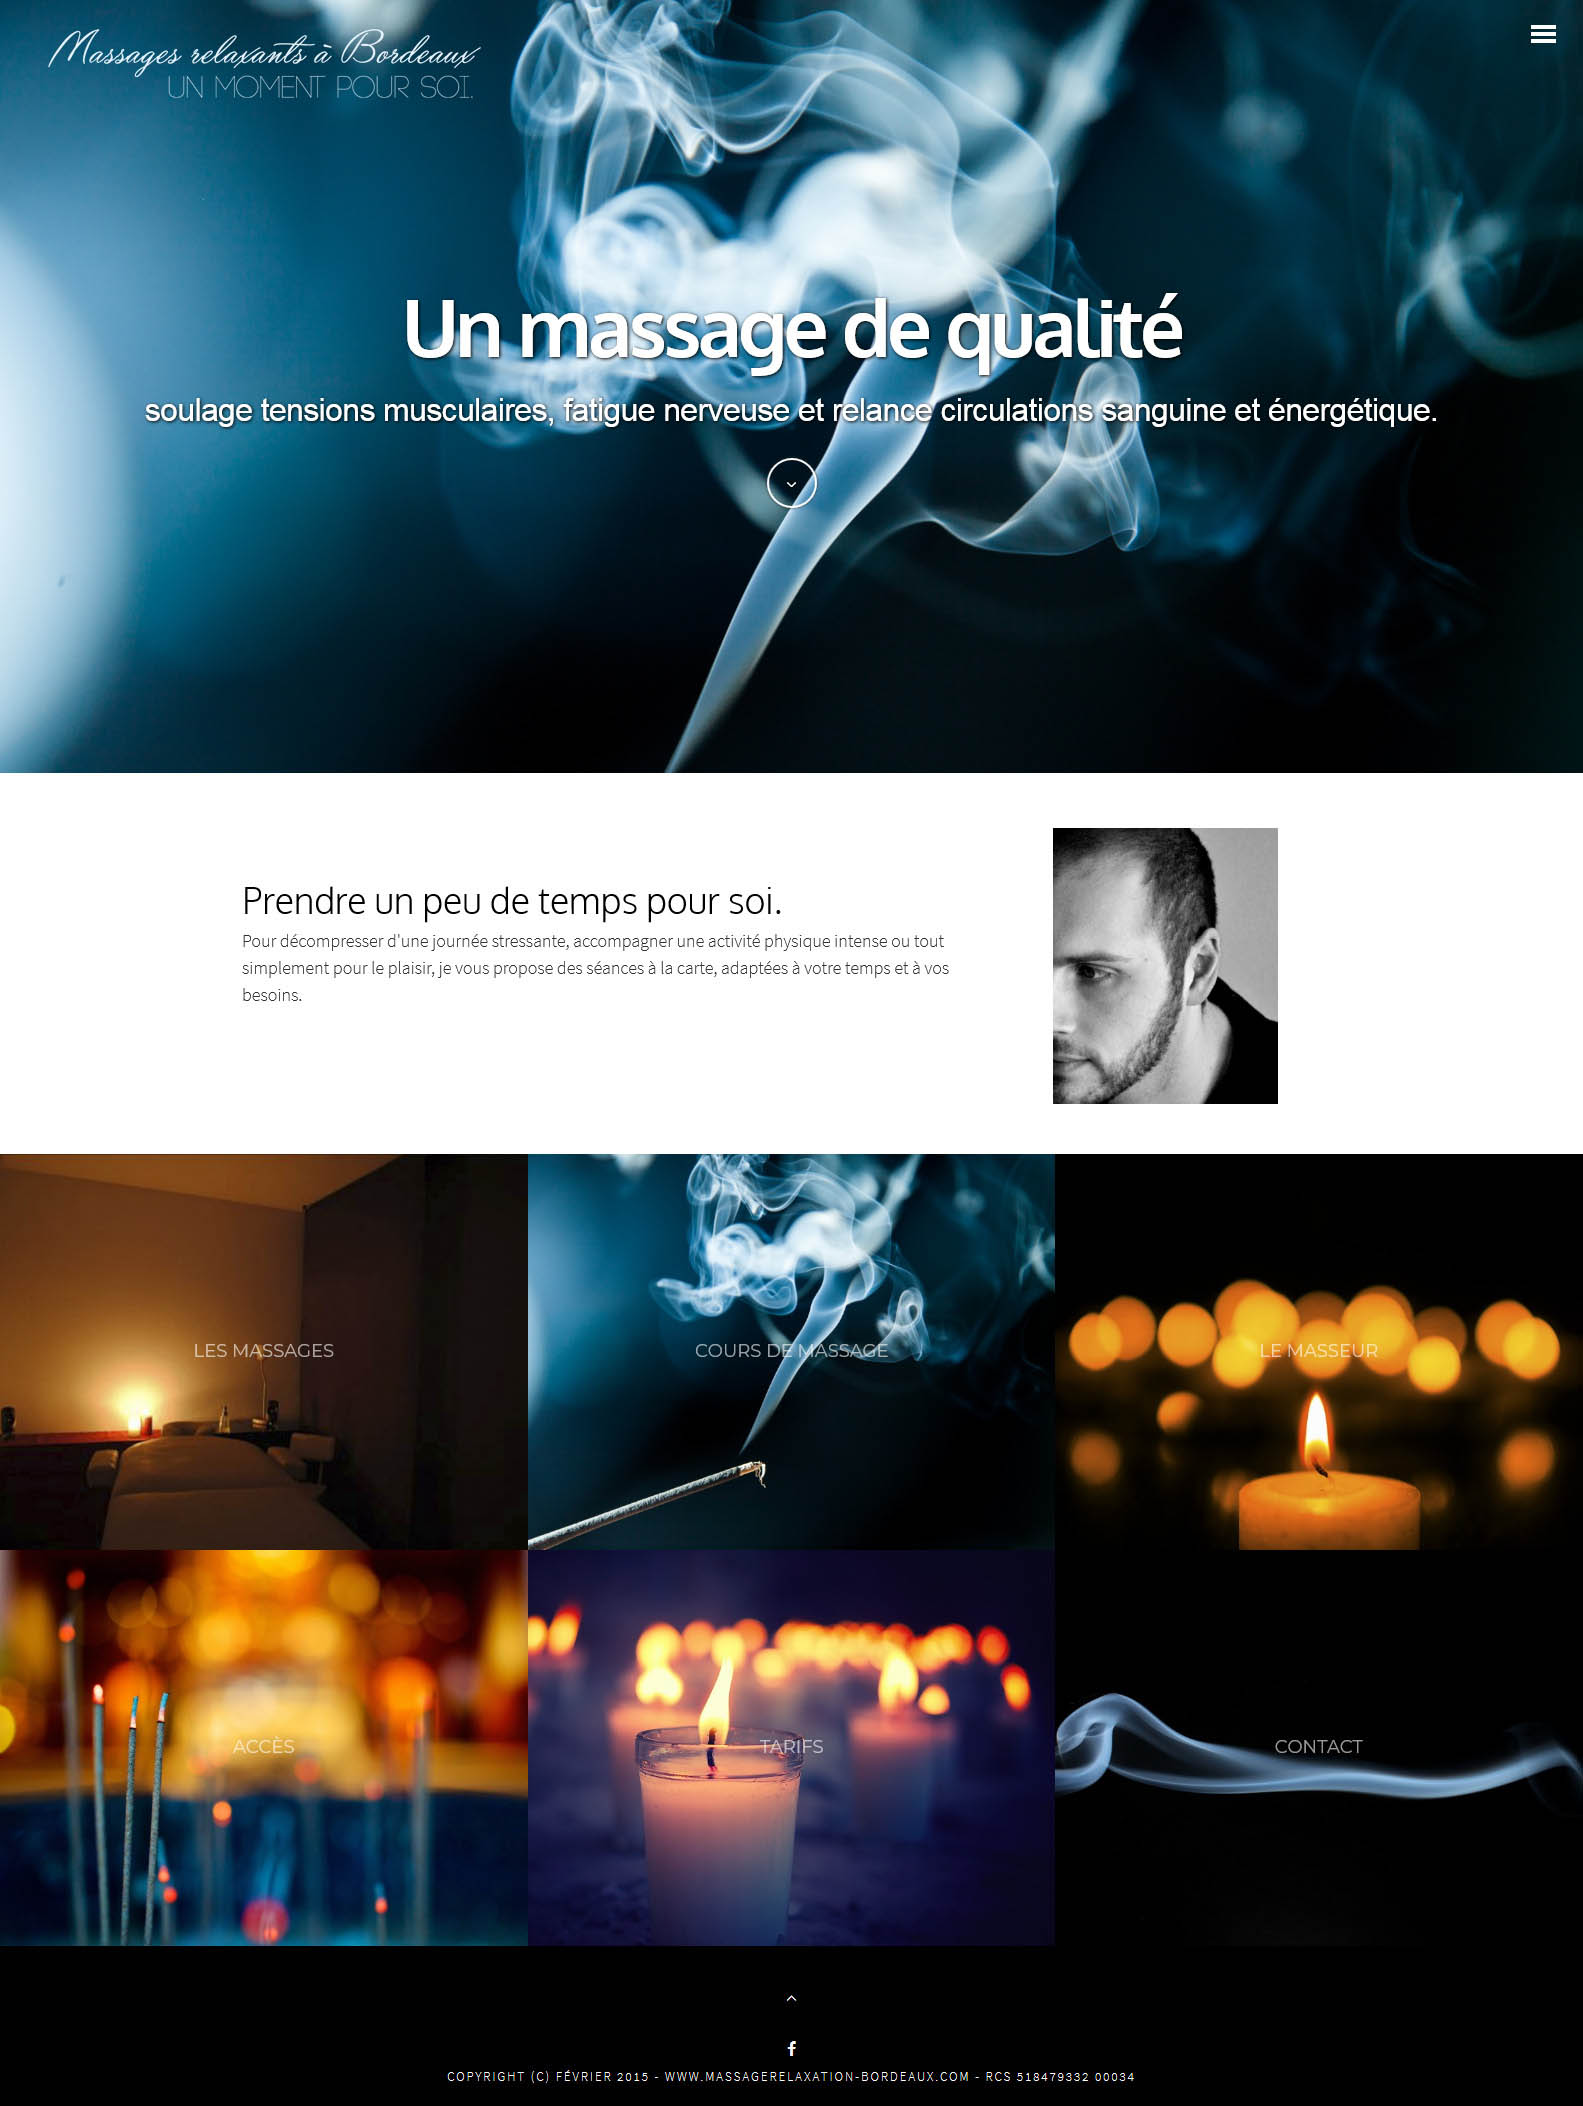 Massages relaxants à Bordeaux
UN MOMENT POUR SOI.
Un massage de qualité
soulage tensions musculaires, fatigue nerveuse et relance circulations sanguine et énergétique.
Prendre un peu de temps pour soi.
Pour décompresser d'une journée stressante, accompagner une activité physique intense ou tout
simplement pour le plaisir, je vous propose des séances à la carte, adaptées à votre temps et à vos
besoins.
LES MASSAGES
COURS DE MASSAGE
LE MASSEUR
ACCÈS
TARIFS
CONTACT
COPYRIGHT (C) FÉVRIER 2015 - WWW.MASSAGERELAXATION-BORDEAUX.COM - RCS 518479332 00034